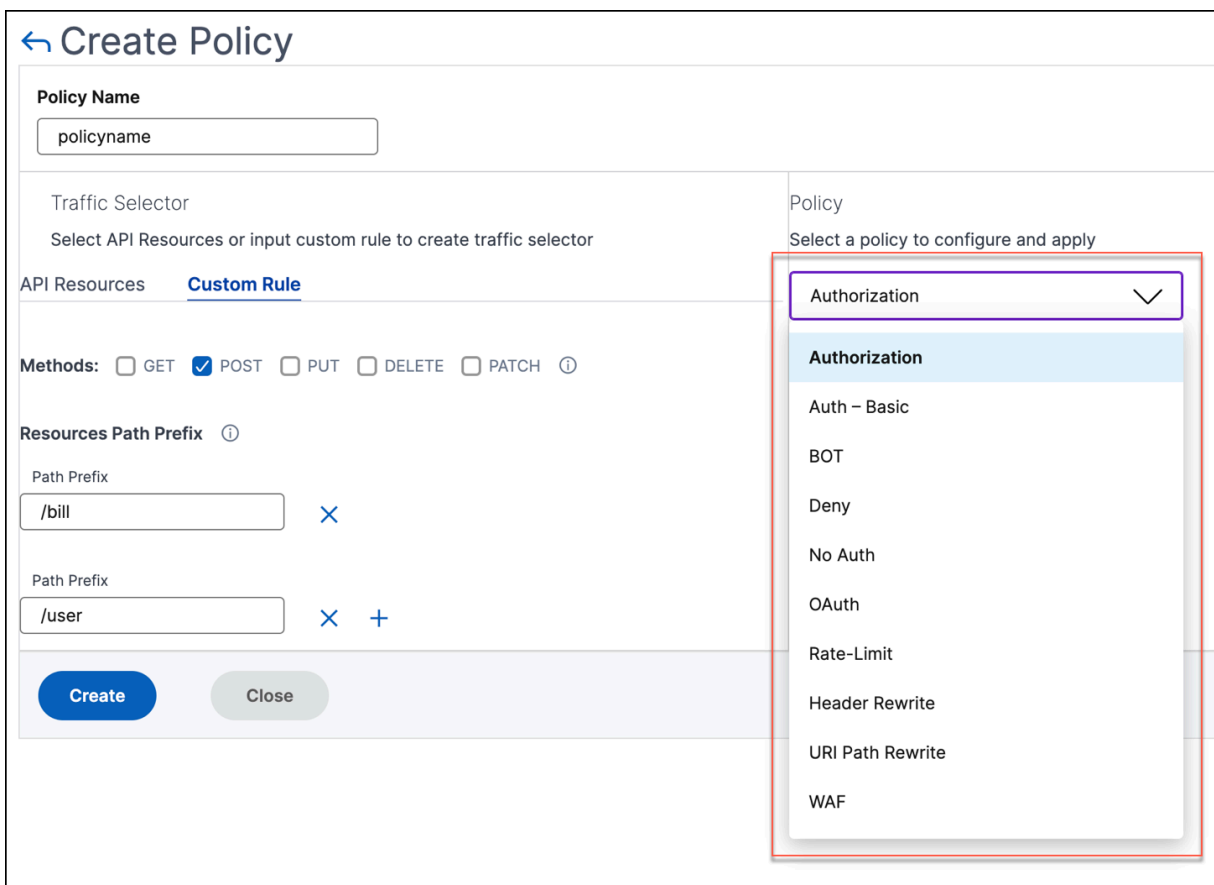 Create Policy
Policy Name
policyname
Traffic Selector
Select API Resources or input custom rule to create traffic selector
API Resources Custom Rule
Methods: GET POST PUT DELETE PATCH
Resources Path Prefix
Path Prefix
/bill
Path Prefix
/user
Create Close
Policy
Select a policy to configure and apply
Authorization
Authorization
Auth – Basic
BOT
Deny
No Auth
OAuth
Rate-Limit
Header Rewrite
URI Path Rewrite
WAF